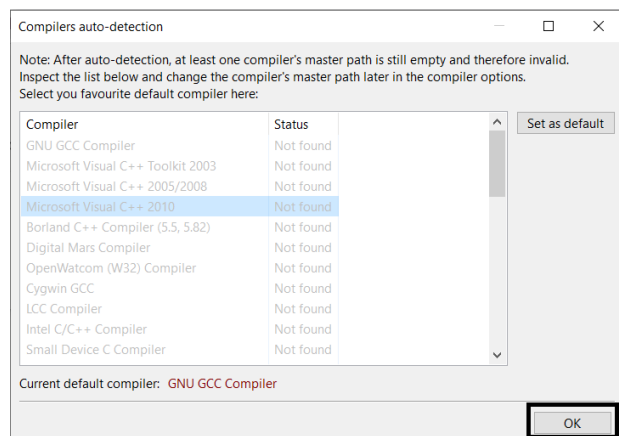 Compilers auto-detection
Note: After auto-detection, at least one compiler's master path is still empty and therefore invalid.
Inspect the list below and change the compiler's master path later in the compiler options.
Select you favourite default compiler here:
Compiler Status
Set as default
GNU GCC Compiler Not found
Microsoft Visual C++ Toolkit 2003 Not found
Microsoft Visual C++ 2005/2008 Not found
Microsoft Visual C++ 2010 Not found
Borland C++ Compiler (5.5, 5.82) Not found
Digital Mars Compiler Not found
OpenWatcom (W32) Compiler Not found
Cygwin GCC Not found
LCC Compiler Not found
Intel C/C++ Compiler Not found
Small Device C Compiler Not found
Current default compiler: GNU GCC Compiler
OK